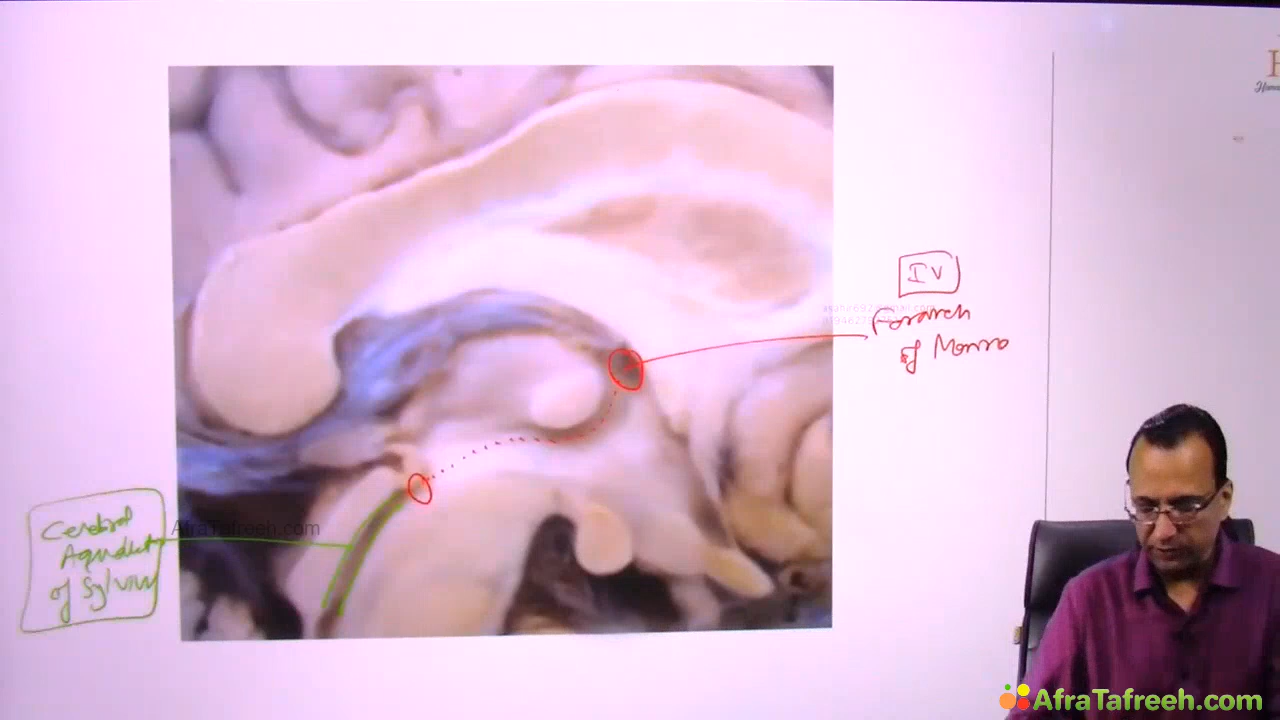 IV
Foramen
of Monro
Cerebral
Aqueduct
of Sylvius
AfraTafreeh.com
AfraTafreeh.com